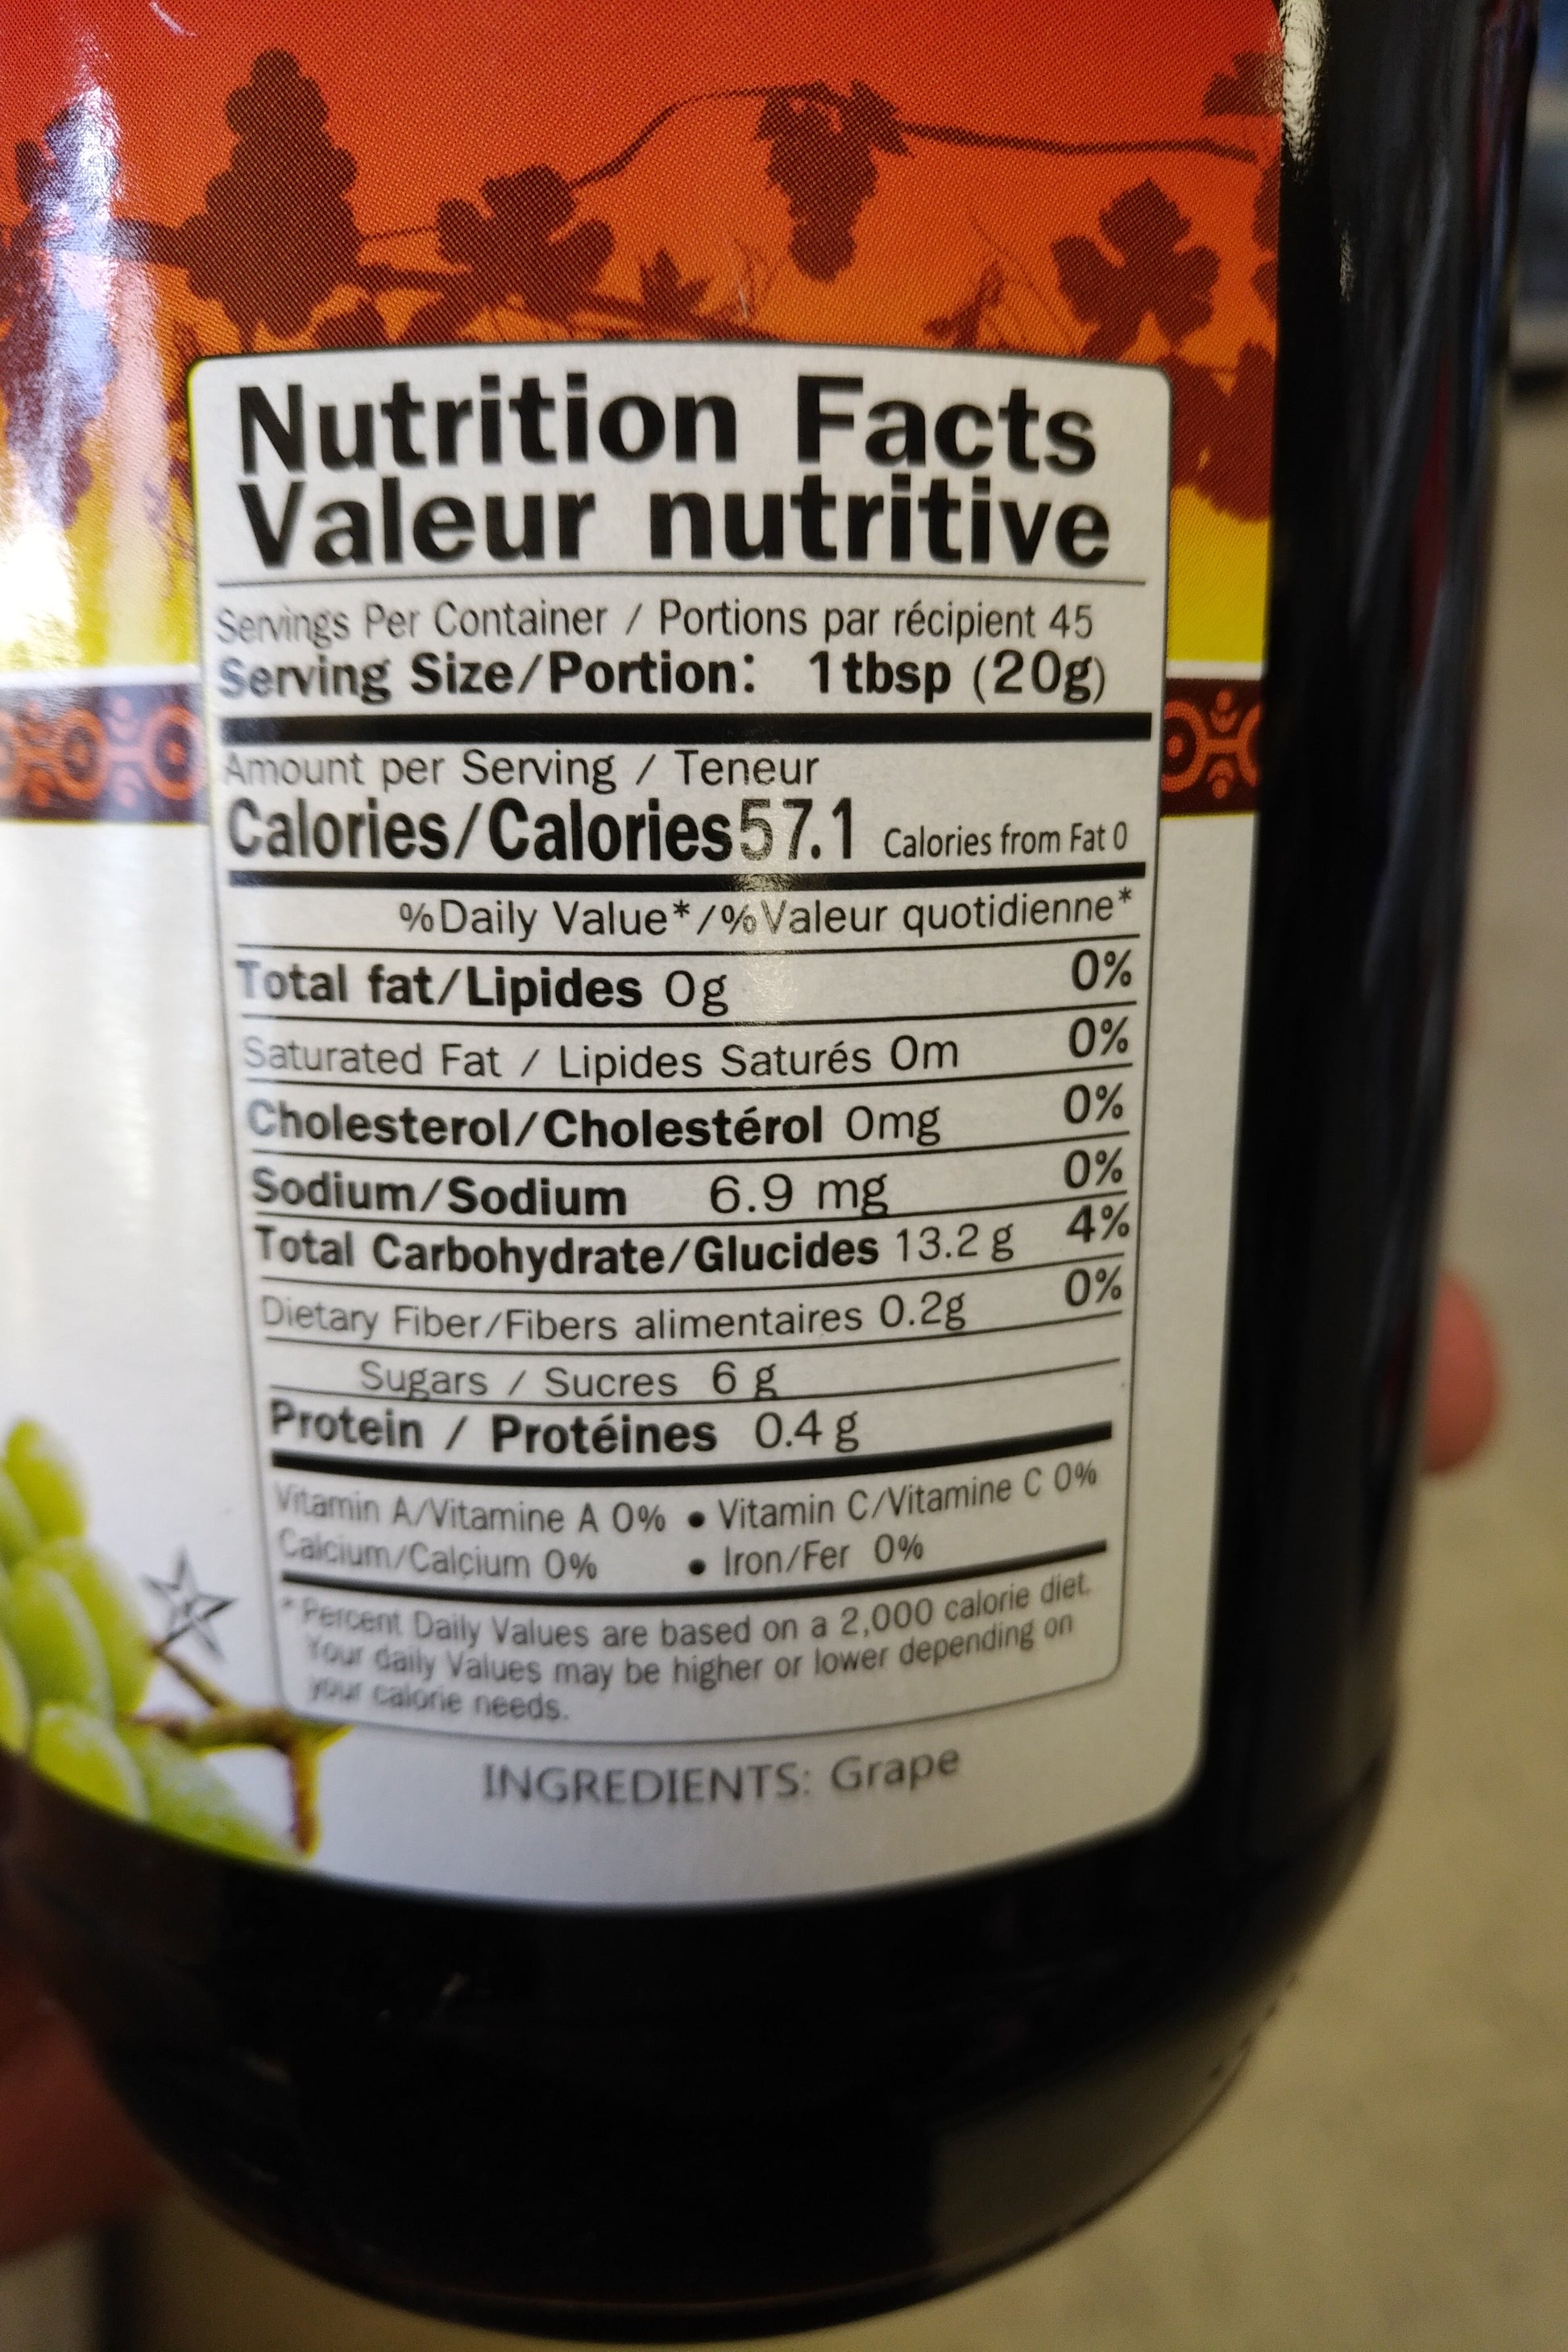 Nutrition Facts
Valeur nutritive
Servings Per Container / Portions par récipient 45
Serving Size/Portion: 1tbsp (20g)
Amount per Serving / Teneur
Calories/Calories57.1 Calories from Fat 0
%Daily Value*/%Valeur quotidienne*
Total fat/Lipides 0g 0%
Saturated Fat / Lipides Saturés 0m 0%
Cholesterol/Cholestérol 0mg 0%
Sodium/Sodium 6.9 mg 0%
Total Carbohydrate/Glucides 13.2 g 4%
Dietary Fiber/Fibers alimentaires 0.2g 0%
Sugars / Sucres 6 g
Protein / Protéines 0.4 g
Vitamin A/Vitamine A 0% • Vitamin C/Vitamine C 0%
Calcium/Calçium 0% • Iron/Fer 0%
* Percent Daily Values are based on a 2,000 calorie diet.
Your daily Values may be higher or lower depending on
your calorie needs.
INGREDIENTS: Grape